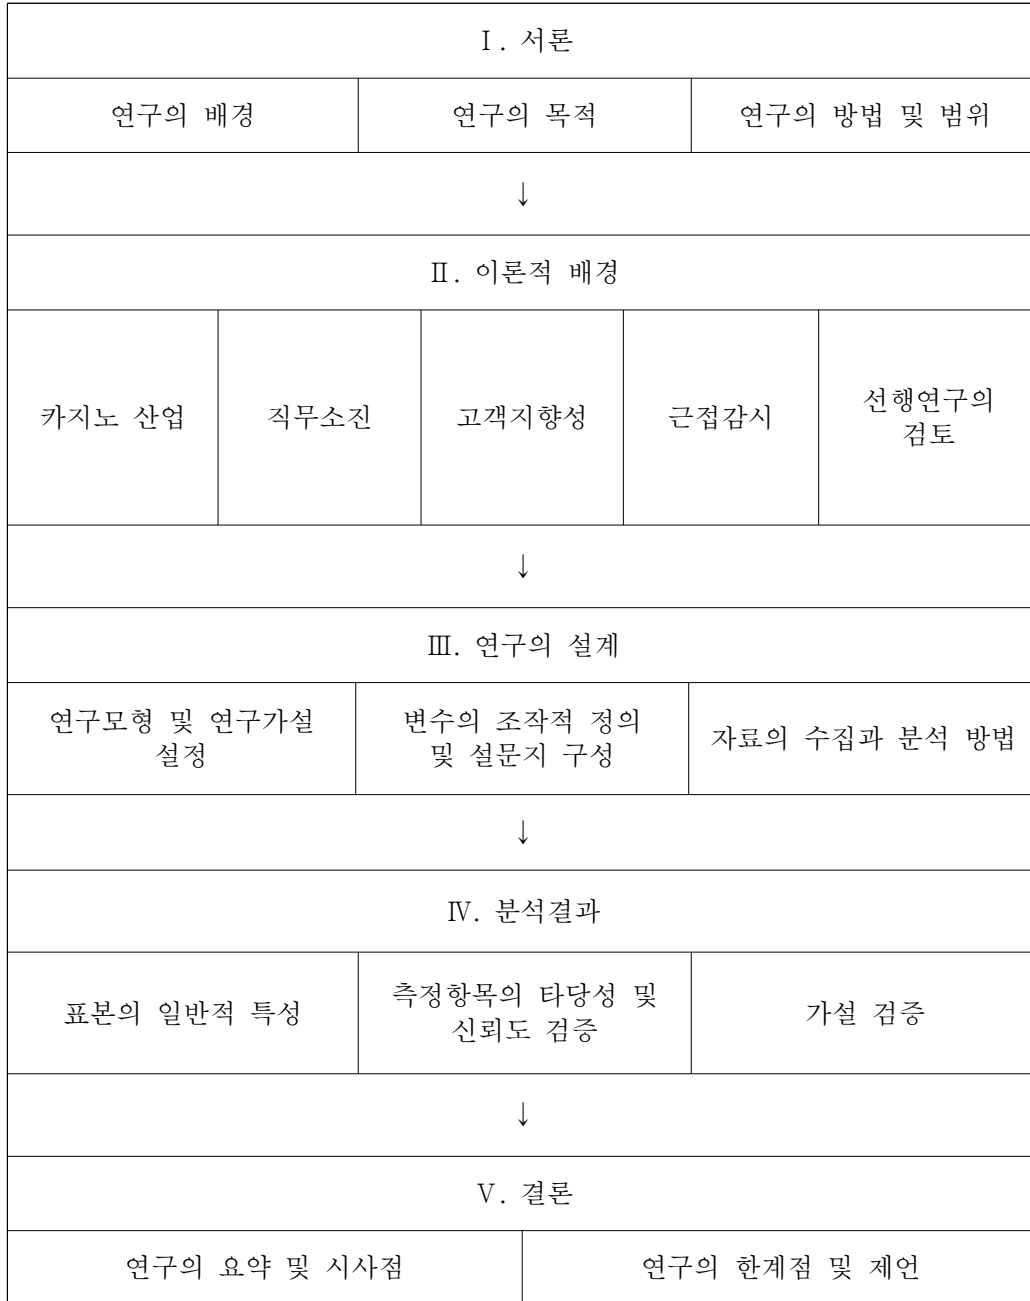 Ⅰ. 서론
연구의 배경
연구의 목적
연구의 방법 및 범위
↓
Ⅱ. 이론적 배경
카지노 산업
직무소진
고객지향성
근접감시
선행연구의
검토
↓
Ⅲ. 연구의 설계
연구모형 및 연구가설
설정
변수의 조작적 정의
및 설문지 구성
자료의 수집과 분석 방법
↓
Ⅳ. 분석결과
표본의 일반적 특성
측정항목의 타당성 및
신뢰도 검증
가설 검증
↓
Ⅴ. 결론
연구의 요약 및 시사점
연구의 한계점 및 제언